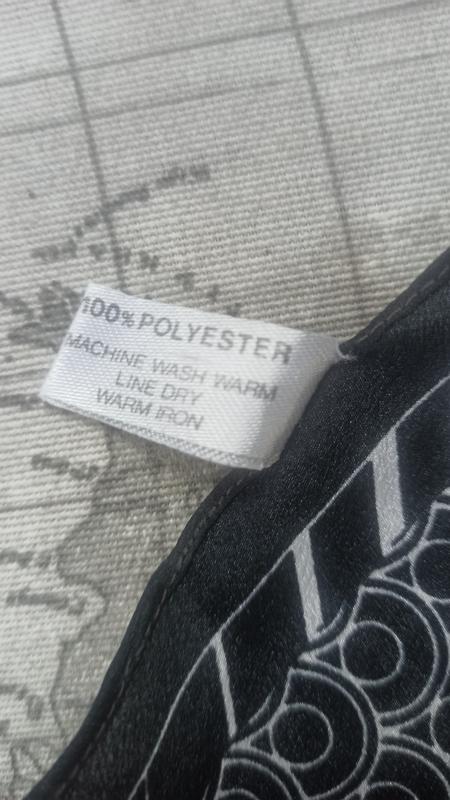 100% POLYESTER
MACHINE WASH WARM
LINE DRY
WARM IRON